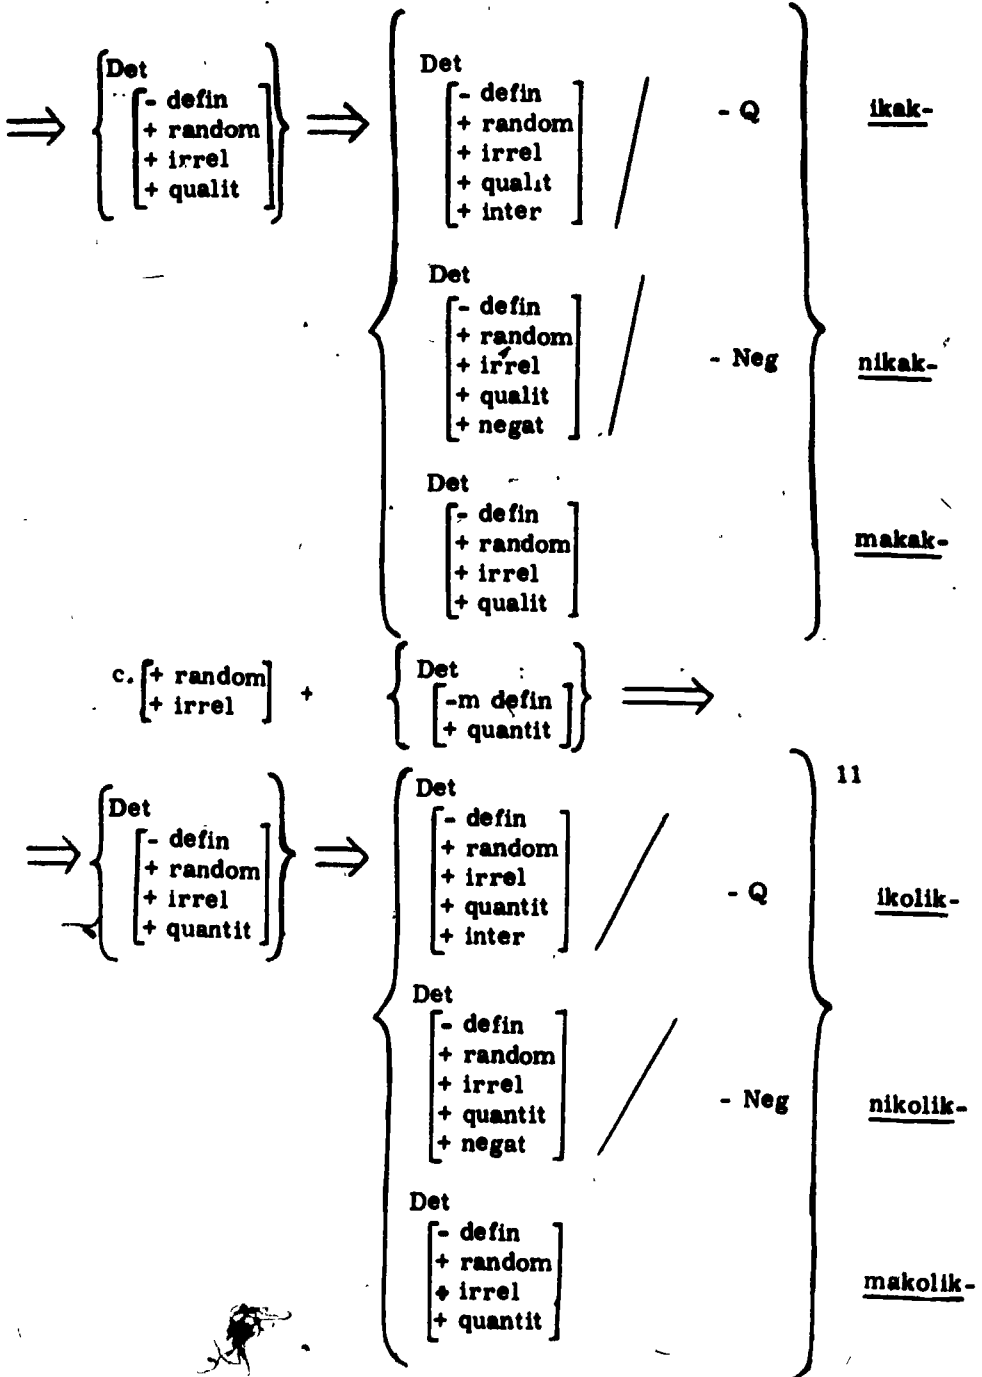 Det
- defin
+ random
+ irrel
+ qualit
Det
- defin
+ random
+ irrel
+ qualit
+ inter
- Q
ikak-
Det
- defin
+ random
+ irrel
+ qualit
+ negat
- Neg
nikak-
Det
- defin
+ random
+ irrel
+ qualit
makak-
c. + random
+ irrel
+
Det
-m defin
+ quantit
Det
- defin
+ random
+ irrel
+ quantit
11
Det
- defin
+ random
+ irrel
+ quantit
+ inter
- Q
ikolik-
Det
- defin
+ random
+ irrel
+ quantit
+ negat
- Neg
nikolik-
Det
- defin
+ random
+ irrel
+ quantit
makolik-